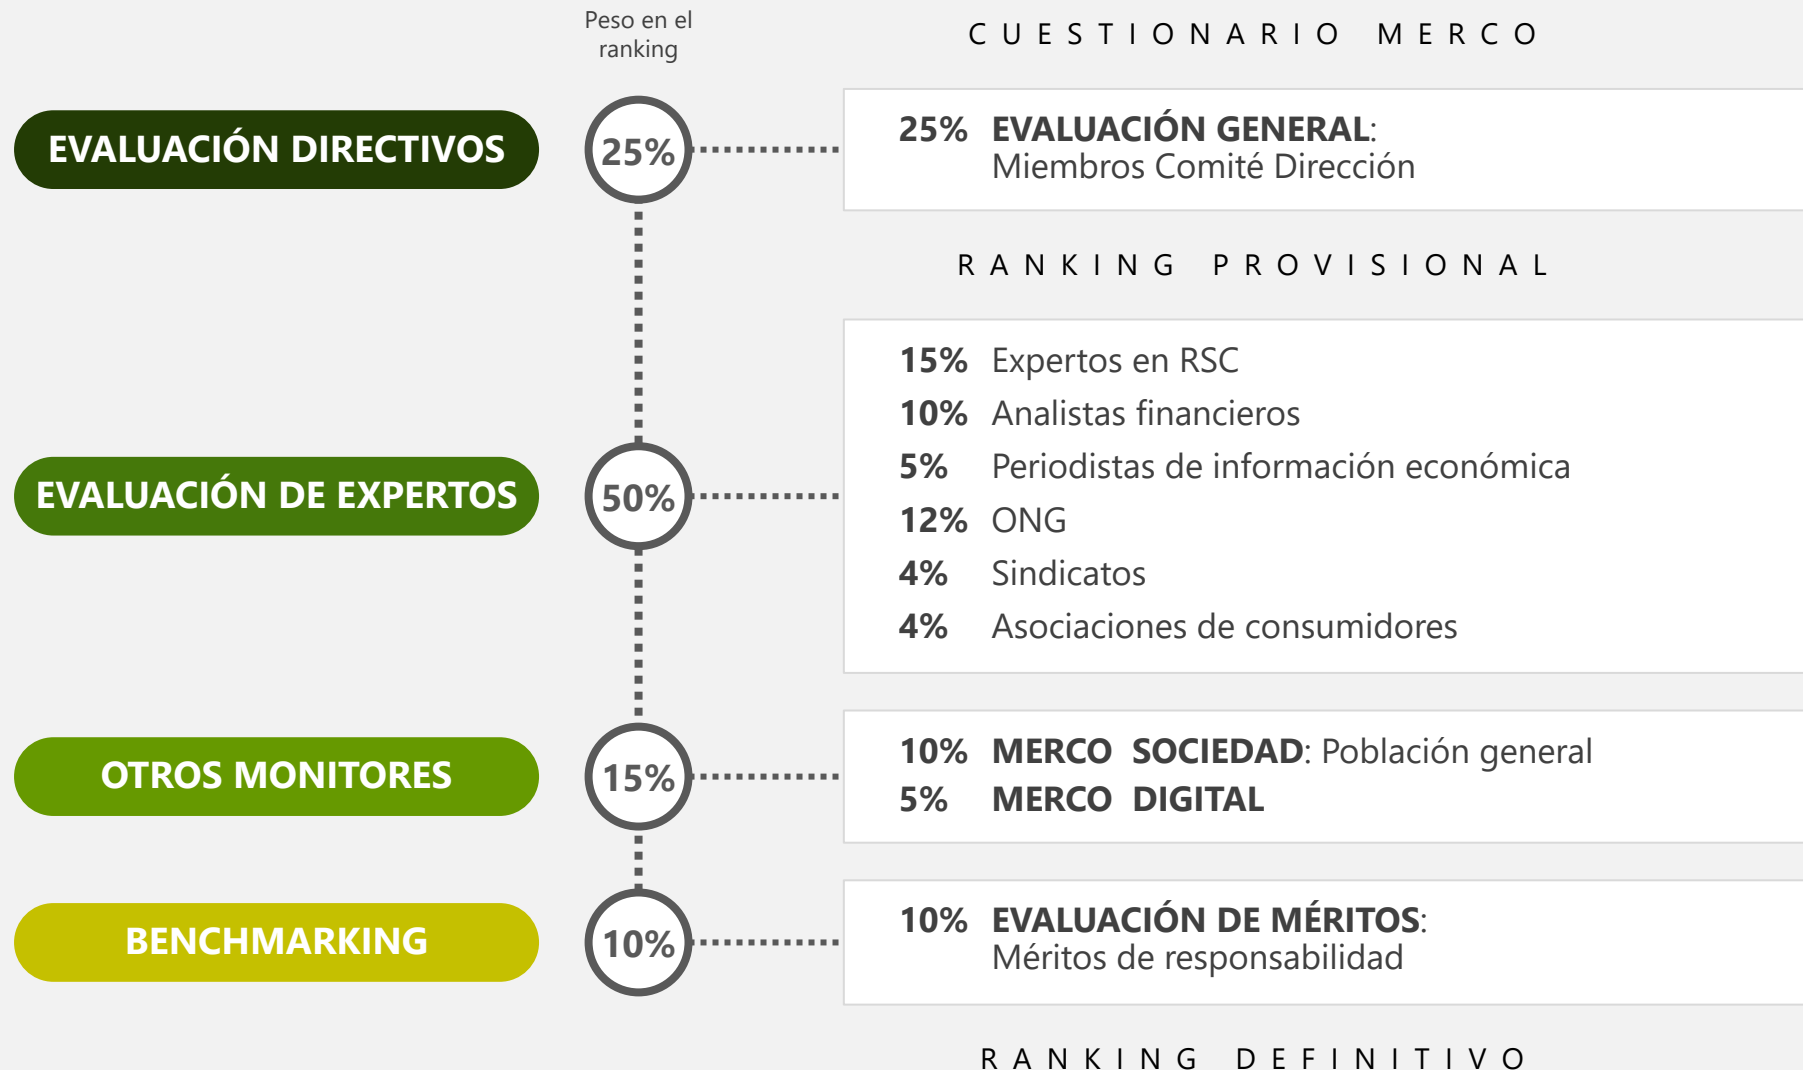 Peso en el
ranking
CUESTIONARIO MERCO
EVALUACIÓN DIRECTIVOS
25%
25% EVALUACIÓN GENERAL:
Miembros Comité Dirección
RANKING PROVISIONAL
EVALUACIÓN DE EXPERTOS
50%
15% Expertos en RSC
10% Analistas financieros
5% Periodistas de información económica
12% ONG
4% Sindicatos
4% Asociaciones de consumidores
OTROS MONITORES
15%
10% MERCO SOCIEDAD: Población general
5% MERCO DIGITAL
BENCHMARKING
10%
10% EVALUACIÓN DE MÉRITOS:
Méritos de responsabilidad
RANKING DEFINITIVO